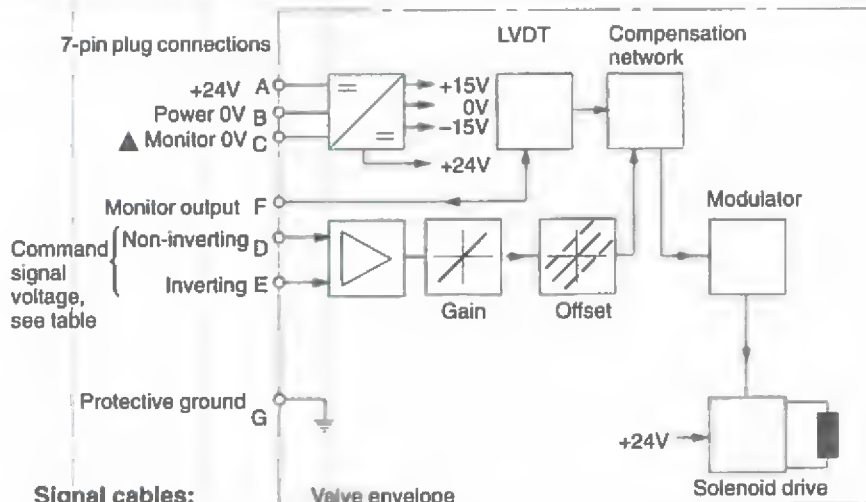 7-pin plug connections
LVDT
Compensation
network
+24V A
Power 0V B
▲ Monitor 0V C
+15V
0V
−15V
+24V
Modulator
Monitor output F
Command
signal
voltage,
see table
Non-inverting D
Inverting E
Gain
Offset
Protective ground G
+24V
Solenoid drive
Signal cables:
Valve envelope